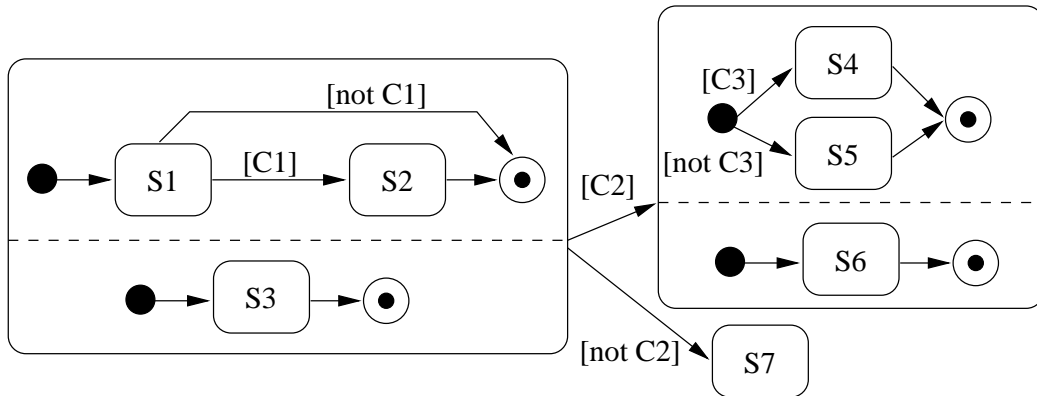 [not C1]
S1
[C1]
S2
S3
[C2]
[not C2]
[C3]
S4
[not C3]
S5
S6
S7